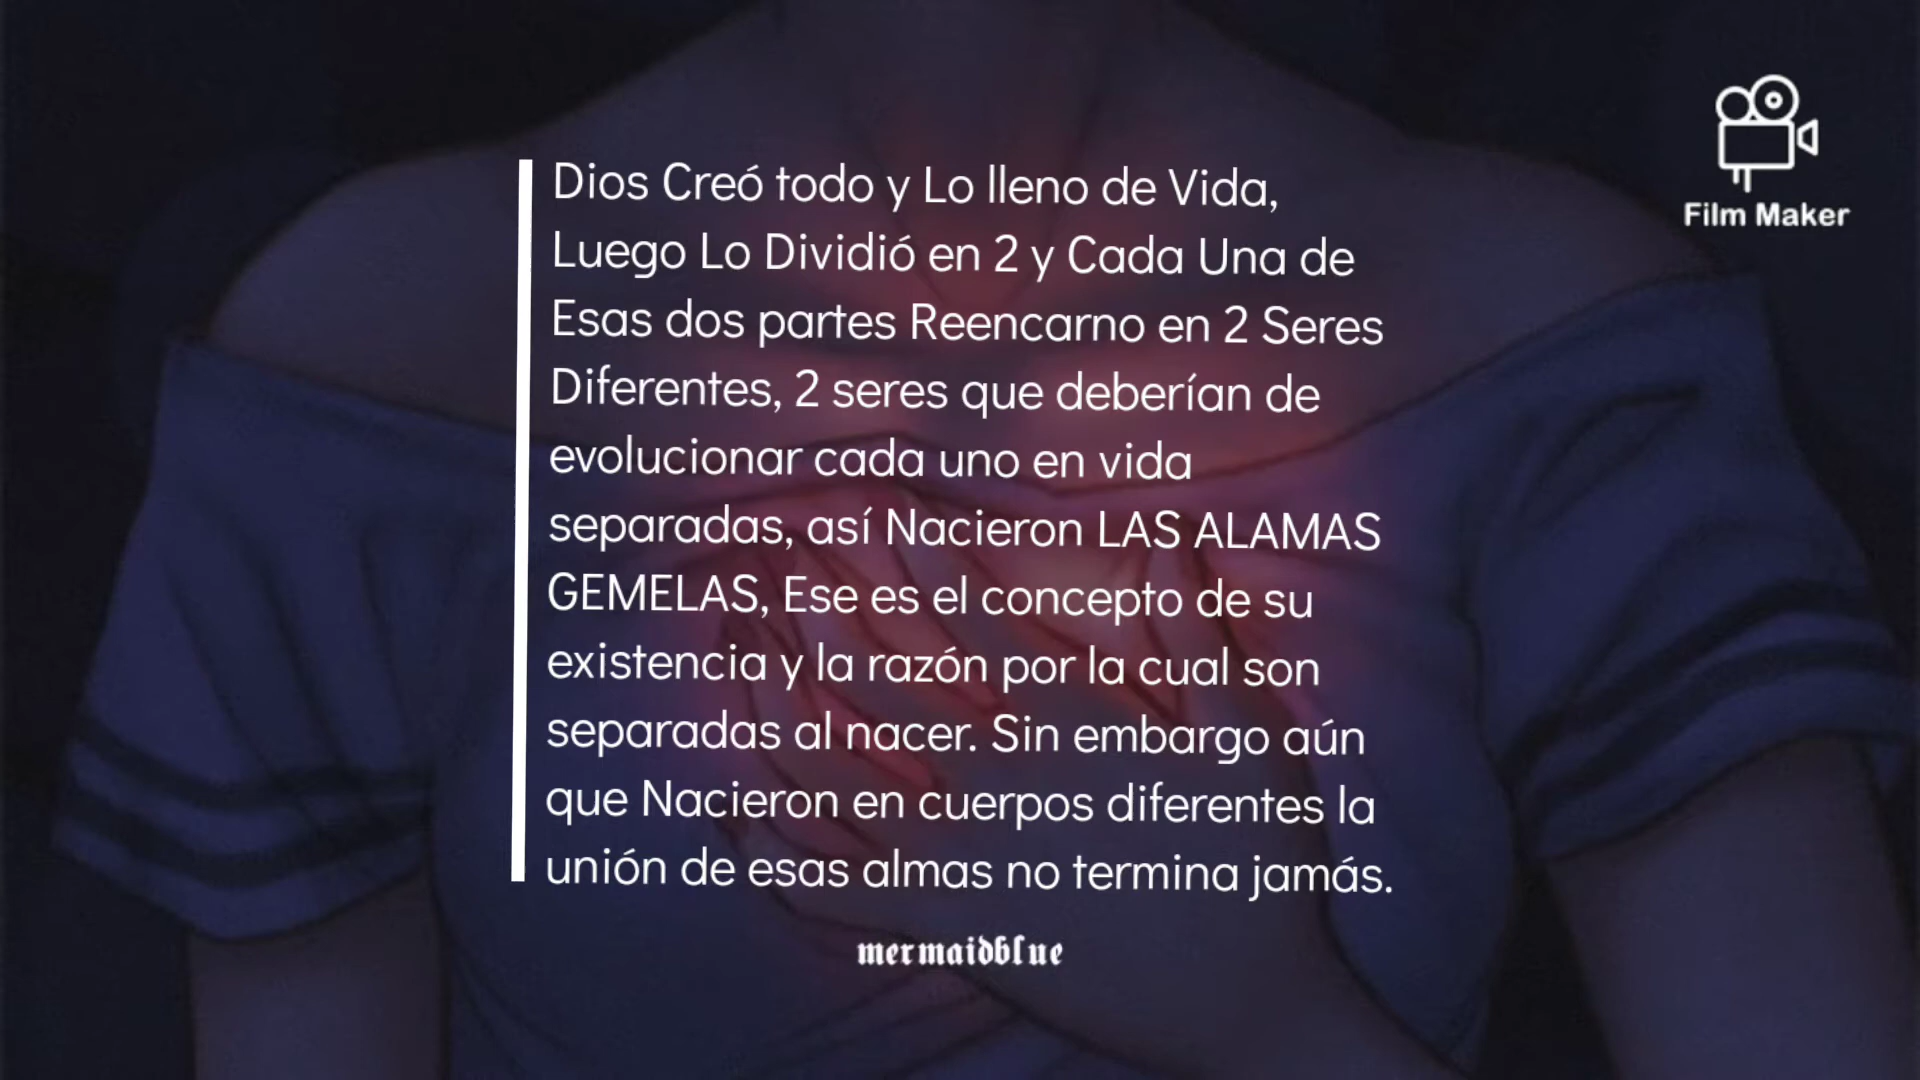 Film Maker
Dios Creó todo y Lo lleno de Vida,
Luego Lo Dividió en 2 y Cada Una de
Esas dos partes Reencarno en 2 Seres
Diferentes, 2 seres que deberían de
evolucionar cada uno en vida
separadas, así Nacieron LAS ALAMAS
GEMELAS, Ese es el concepto de su
existencia y la razón por la cual son
separadas al nacer. Sin embargo aún
que Nacieron en cuerpos diferentes la
unión de esas almas no termina jamás.
mermaidblue